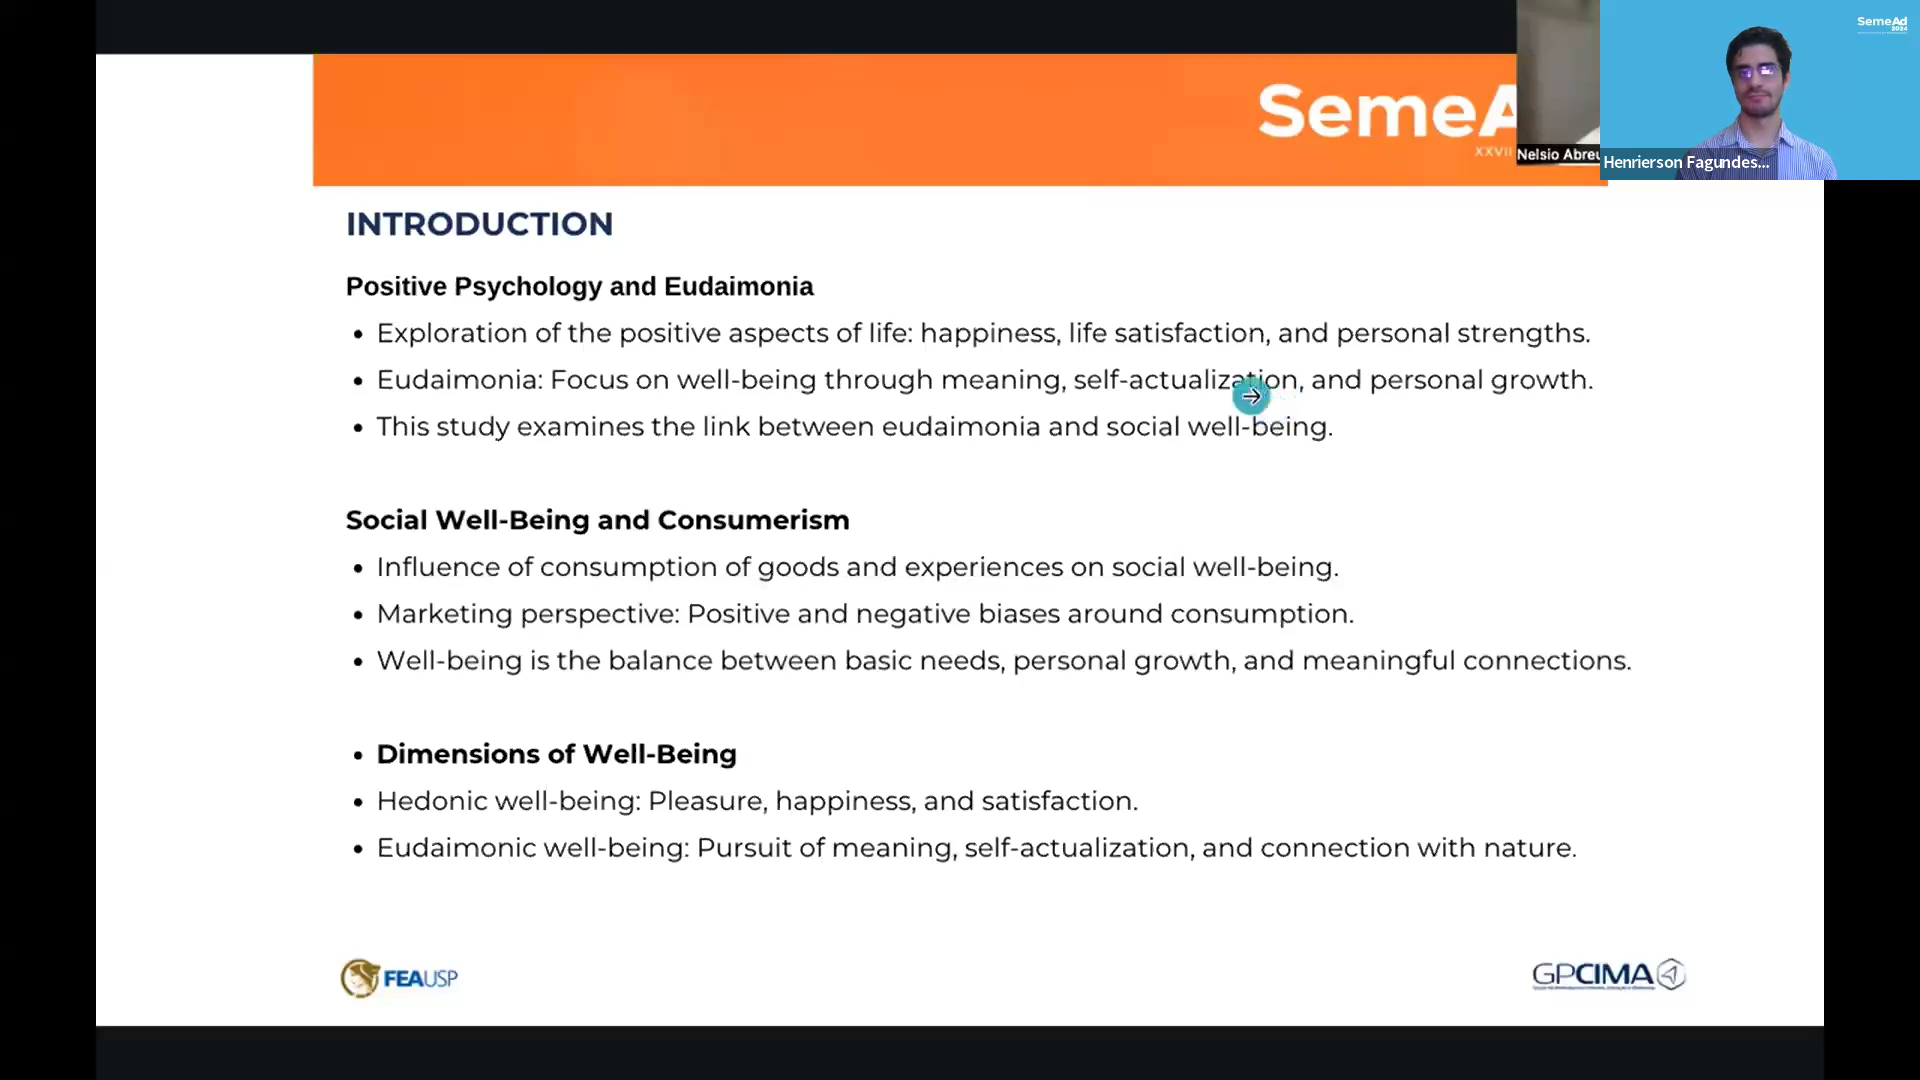 SemeAd
2024
SemeA
XXVII
Nelsio Abreu
Henrierson Fagundes...
INTRODUCTION
Positive Psychology and Eudaimonia
• Exploration of the positive aspects of life: happiness, life satisfaction, and personal strengths.
• Eudaimonia: Focus on well-being through meaning, self-actualization, and personal growth.
• This study examines the link between eudaimonia and social well-being.
Social Well-Being and Consumerism
• Influence of consumption of goods and experiences on social well-being.
• Marketing perspective: Positive and negative biases around consumption.
• Well-being is the balance between basic needs, personal growth, and meaningful connections.
• Dimensions of Well-Being
• Hedonic well-being: Pleasure, happiness, and satisfaction.
• Eudaimonic well-being: Pursuit of meaning, self-actualization, and connection with nature.
FEAUSP
GPCIMA